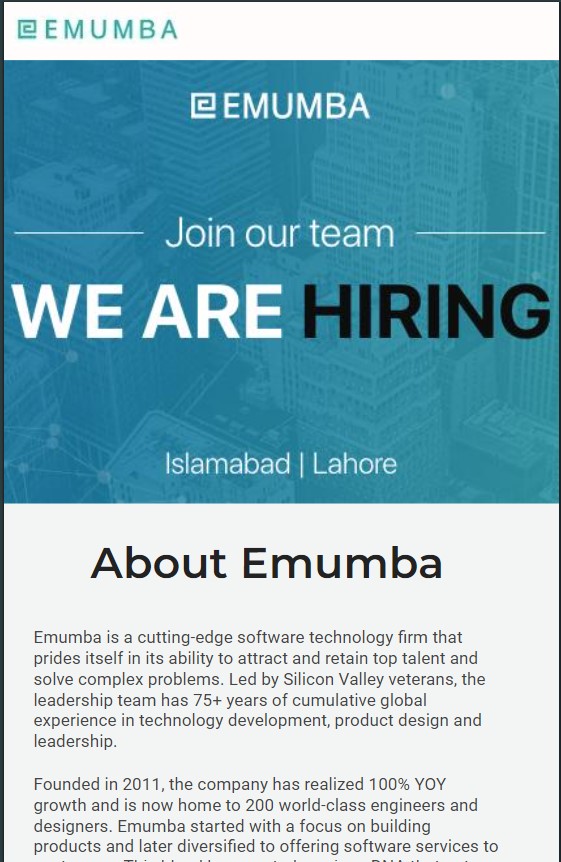 EMUMBA
EMUMBA
Join our team
WE ARE HIRING
Islamabad | Lahore
About Emumba
Emumba is a cutting-edge software technology firm that
prides itself in its ability to attract and retain top talent and
solve complex problems. Led by Silicon Valley veterans, the
leadership team has 75+ years of cumulative global
experience in technology development, product design and
leadership.
Founded in 2011, the company has realized 100% YOY
growth and is now home to 200 world-class engineers and
designers. Emumba started with a focus on building
products and later diversified to offering software services to